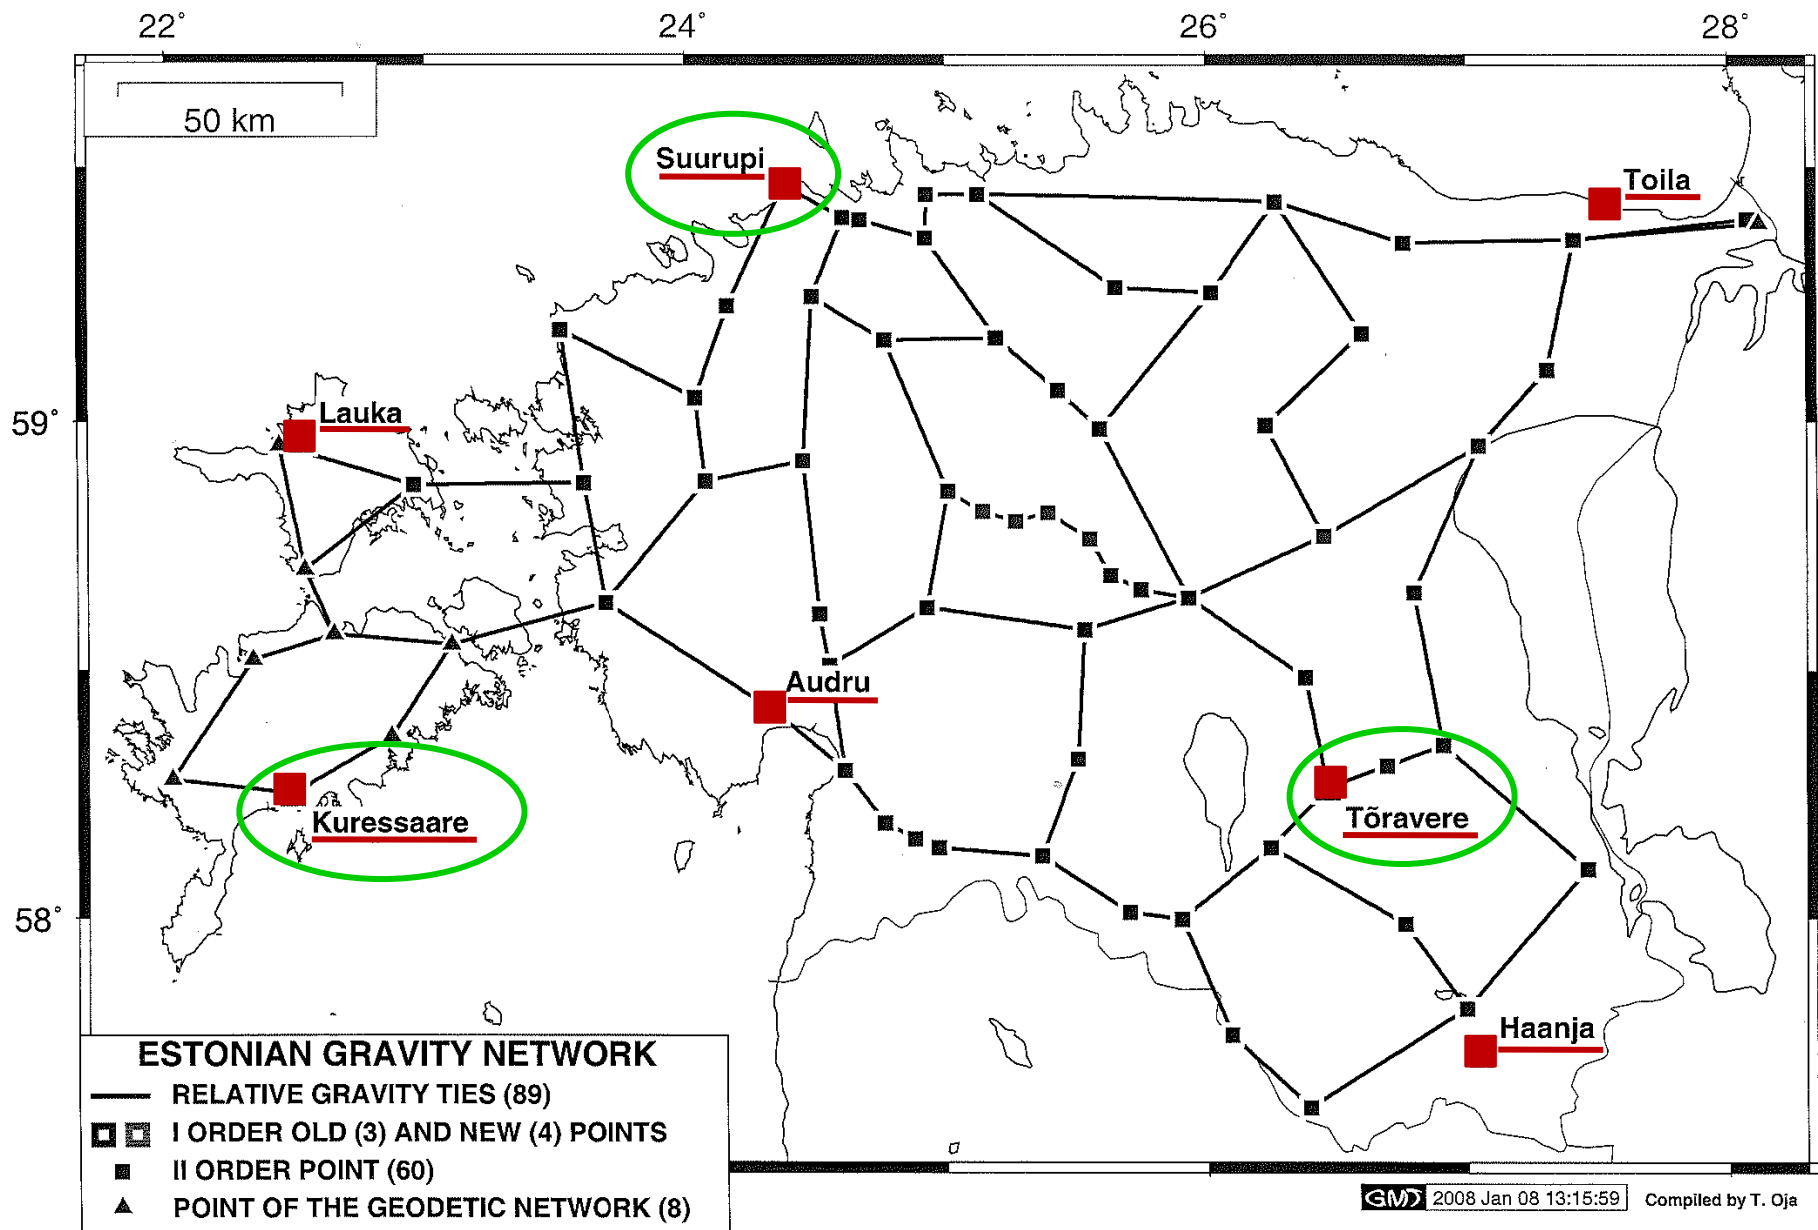 22° 24° 26° 28°
50 km
Suurupi
Toila
59°
Lauka
Audru
Kuressaare
Tõravere
58°
Haanja
ESTONIAN GRAVITY NETWORK
RELATIVE GRAVITY TIES (89)
I ORDER OLD (3) AND NEW (4) POINTS
II ORDER POINT (60)
POINT OF THE GEODETIC NETWORK (8)
GMD 2008 Jan 08 13:15:59 Compiled by T. Oja